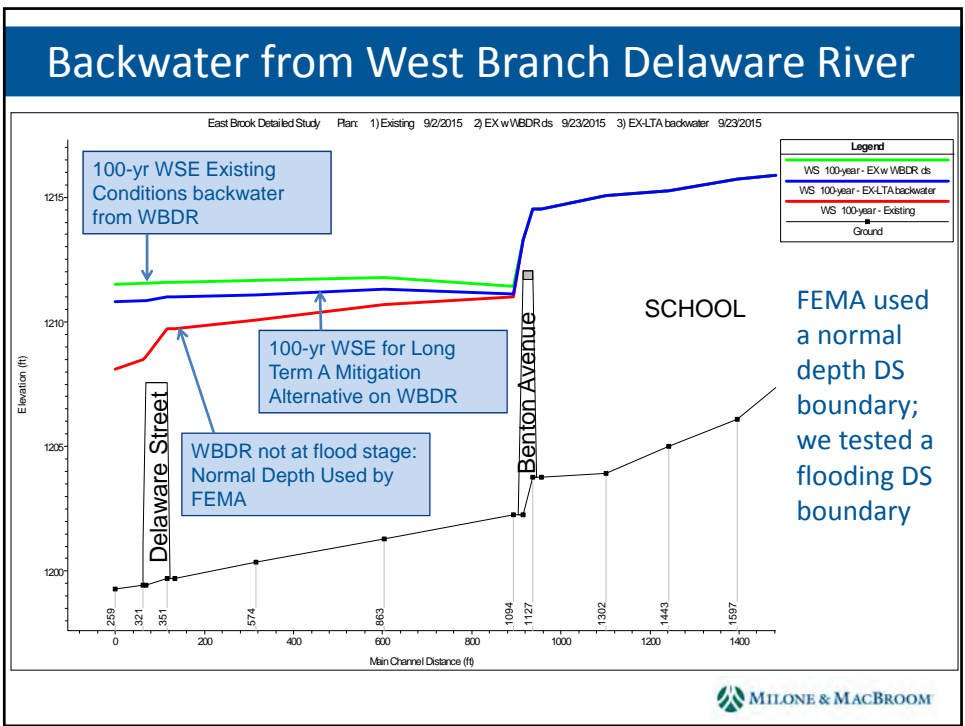 Backwater from West Branch Delaware River
East Brook Detailed Study Plan: 1) Existing 9/2/2015 2) EX w WBDR ds 9/23/2015 3) EX-LTA backwater 9/23/2015
Legend
WS 100-year - EX w WBDR ds
WS 100-year - EX-LTA backwater
WS 100-year - Existing
Ground
100-yr WSE Existing
Conditions backwater
from WBDR
100-yr WSE for Long
Term A Mitigation
Alternative on WBDR
WBDR not at flood stage:
Normal Depth Used by
FEMA
Delaware Street
Benton Avenue
SCHOOL
FEMA used
a normal
depth DS
boundary;
we tested a
flooding DS
boundary
Elevation (ft)
1215
1210
1205
1200
259
321
351
574
863
1094
1127
1302
1443
1597
0
200
400
600
800
1000
1200
1400
Main Channel Distance (ft)
MILONE & MACBROOM